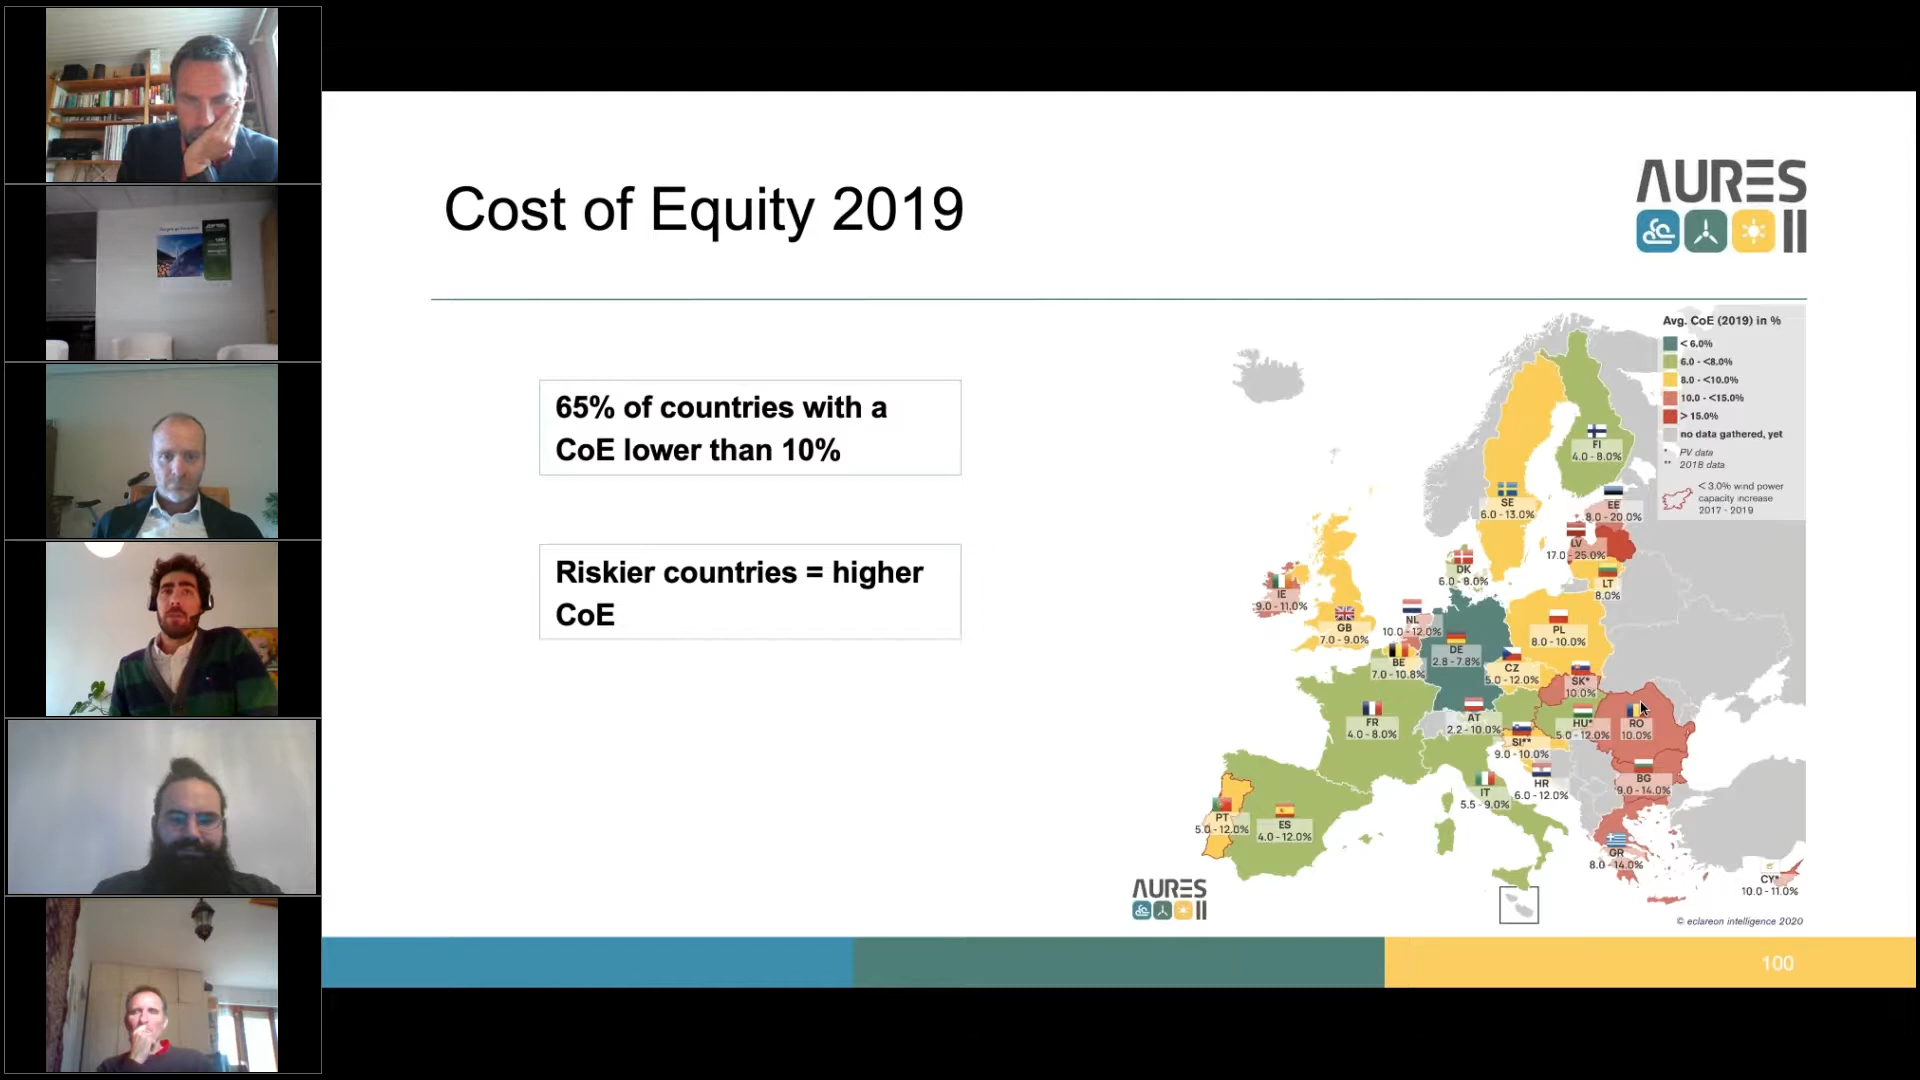 Cost of Equity 2019
AURES
II
65% of countries with a
CoE lower than 10%
Riskier countries = higher
CoE
Avg. CoE (2019) in %
< 6.0%
6.0 - <8.0%
8.0 - <10.0%
10.0 - <15.0%
> 15.0%
no data gathered, yet
* PV data
** 2018 data
< 3.0% wind power
capacity increase
2017 - 2019
FI
4.0 - 8.0%
SE
6.0 - 13.0%
EE
8.0 - 20.0%
LV
17.0 - 25.0%
DK
6.0 - 8.0%
LT
8.0%
IE
9.0 - 11.0%
GB
7.0 - 9.0%
NL
10.0 - 12.0%
PL
8.0 - 10.0%
DE
2.8 - 7.8%
BE
7.0 - 10.8%
CZ
5.0 - 12.0%
SK*
10.0%
FR
4.0 - 8.0%
AT
2.2 - 10.0%
HU*
5.0 - 12.0%
RO
10.0%
SI**
9.0 - 10.0%
HR
6.0 - 12.0%
BG
9.0 - 14.0%
IT
5.5 - 9.0%
PT
5.0 - 12.0%
ES
4.0 - 12.0%
GR
8.0 - 14.0%
CY*
10.0 - 11.0%
AURES
II
© eclareon intelligence 2020
100